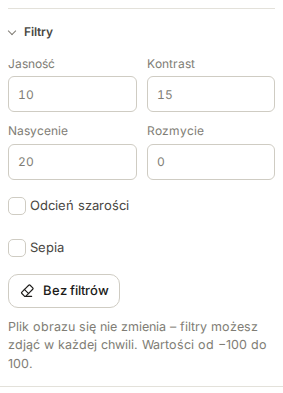 Filtry
Jasność Kontrast
10 15
Nasycenie Rozmycie
20 0
Odcień szarości
Sepia
Bez filtrów
Plik obrazu się nie zmienia – filtry możesz
zdjąć w każdej chwili. Wartości od −100 do
100.